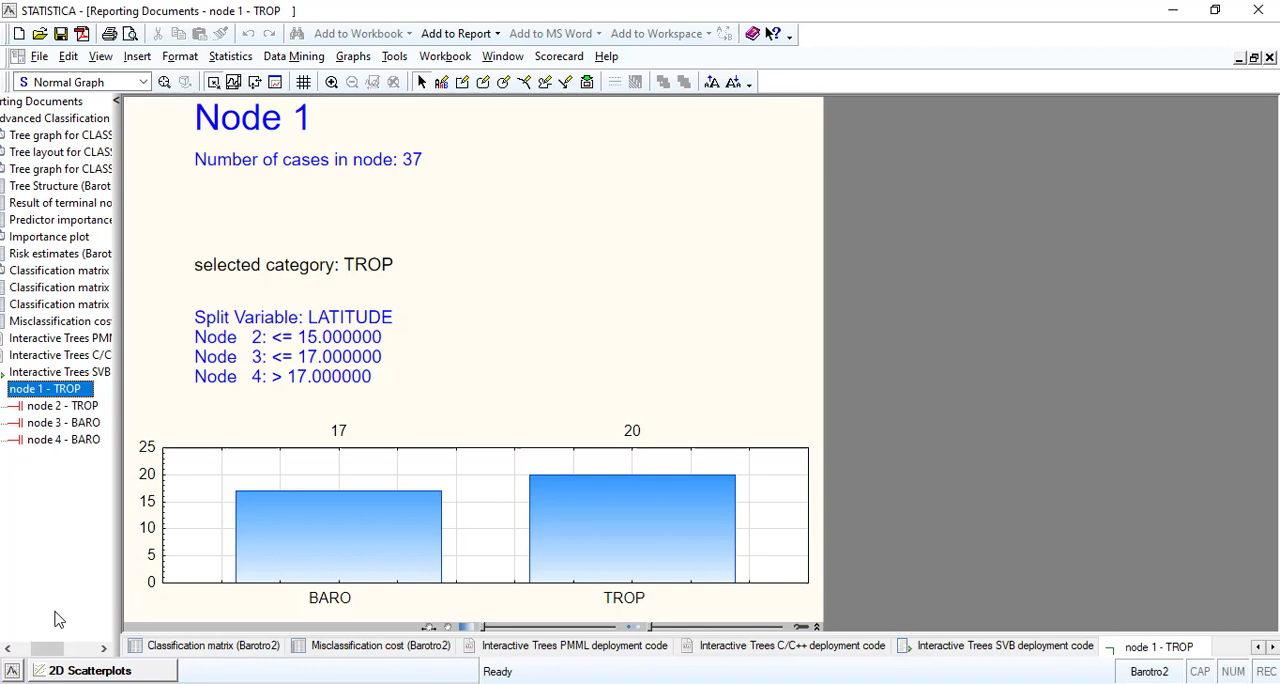 STATISTICA - [Reporting Documents - node 1 - TROP ]
Add to Workbook Add to Report Add to MS Word Add to Workspace
File Edit View Insert Format Statistics Data Mining Graphs Tools Workbook Window Scorecard Help
Normal Graph
rting Documents
dvanced Classification
Tree graph for CLASS
Tree layout for CLASS
Tree graph for CLASS
Tree Structure (Barot
Result of terminal no
Predictor importance
Importance plot
Risk estimates (Barot
Classification matrix
Classification matrix
Classification matrix
Misclassification cos
Interactive Trees PMM
Interactive Trees C/C
Interactive Trees SVB
node 1 - TROP
node 2 - TROP
node 3 - BARO
node 4 - BARO
Node 1
Number of cases in node: 37
selected category: TROP
Split Variable: LATITUDE
Node 2: <= 15.000000
Node 3: <= 17.000000
Node 4: > 17.000000
17 20
25
20
15
10
5
0
BARO TROP
Classification matrix (Barotro2) Misclassification cost (Barotro2) Interactive Trees PMML deployment code Interactive Trees C/C++ deployment code Interactive Trees SVB deployment code node 1 - TROP
2D Scatterplots Ready Barotro2 CAP NUM REC